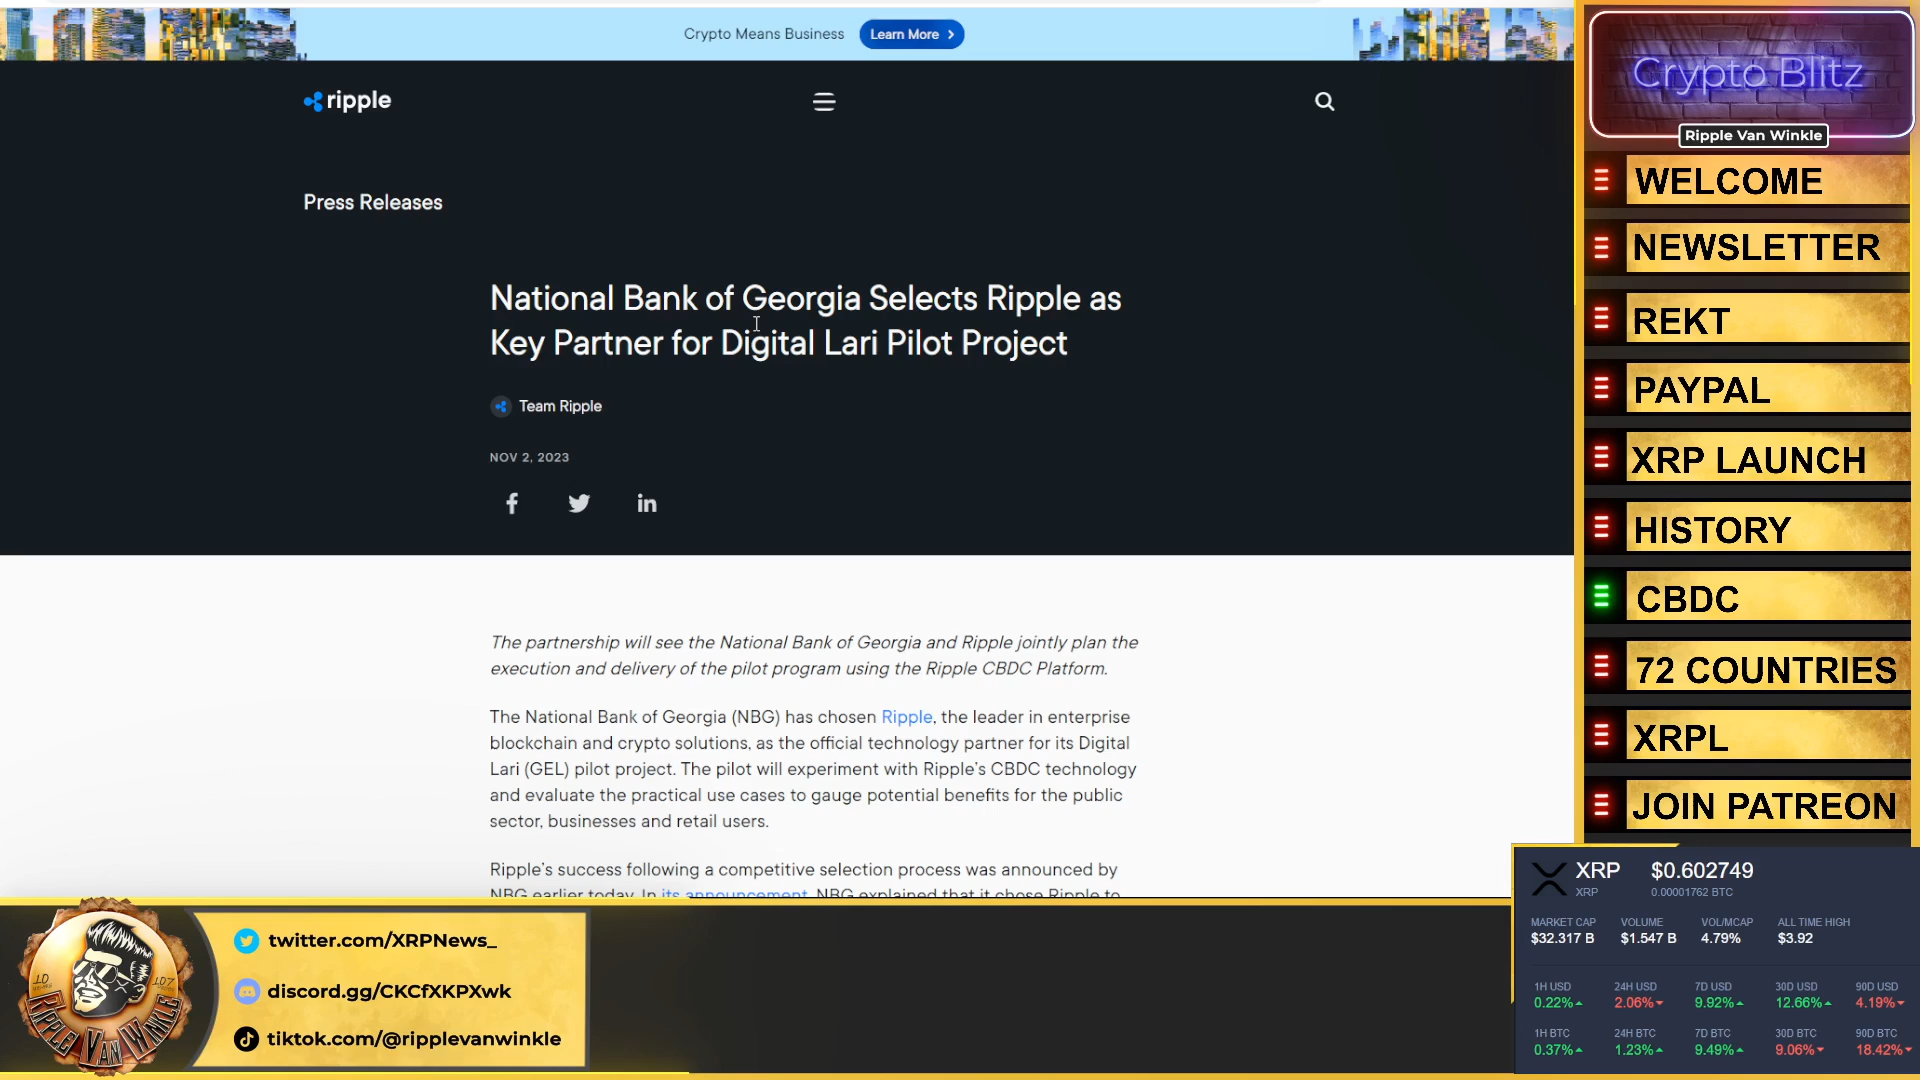 Crypto Means Business
Learn More
ripple
Press Releases
National Bank of Georgia Selects Ripple as
Key Partner for Digital Lari Pilot Project
Team Ripple
NOV 2, 2023
The partnership will see the National Bank of Georgia and Ripple jointly plan the
execution and delivery of the pilot program using the Ripple CBDC Platform.
The National Bank of Georgia (NBG) has chosen Ripple, the leader in enterprise
blockchain and crypto solutions, as the official technology partner for its Digital
Lari (GEL) pilot project. The pilot will experiment with Ripple's CBDC technology
and evaluate the practical use cases to gauge potential benefits for the public
sector, businesses and retail users.
Ripple's success following a competitive selection process was announced by
NBG earlier today. In its announcement, NBG explained that it chose Ripple to
Crypto Blitz
Ripple Van Winkle
WELCOME
NEWSLETTER
REKT
PAYPAL
XRP LAUNCH
HISTORY
CBDC
72 COUNTRIES
XRPL
JOIN PATREON
XRP $0.602749
XRP 0.00001762 BTC
MARKET CAP VOLUME VOL/MCAP ALL TIME HIGH
$32.317 B $1.547 B 4.79% $3.92
1H USD 24H USD 7D USD 30D USD 90D USD
0.22% 2.06% 9.92% 12.66% 4.19%
1H BTC 24H BTC 7D BTC 30D BTC 90D BTC
0.37% 1.23% 9.49% 9.06% 18.42%
10 107
RIPPLE VAN WINKLE
twitter.com/XRPNews_
discord.gg/CKCfXKPXwk
tiktok.com/@ripplevanwinkle